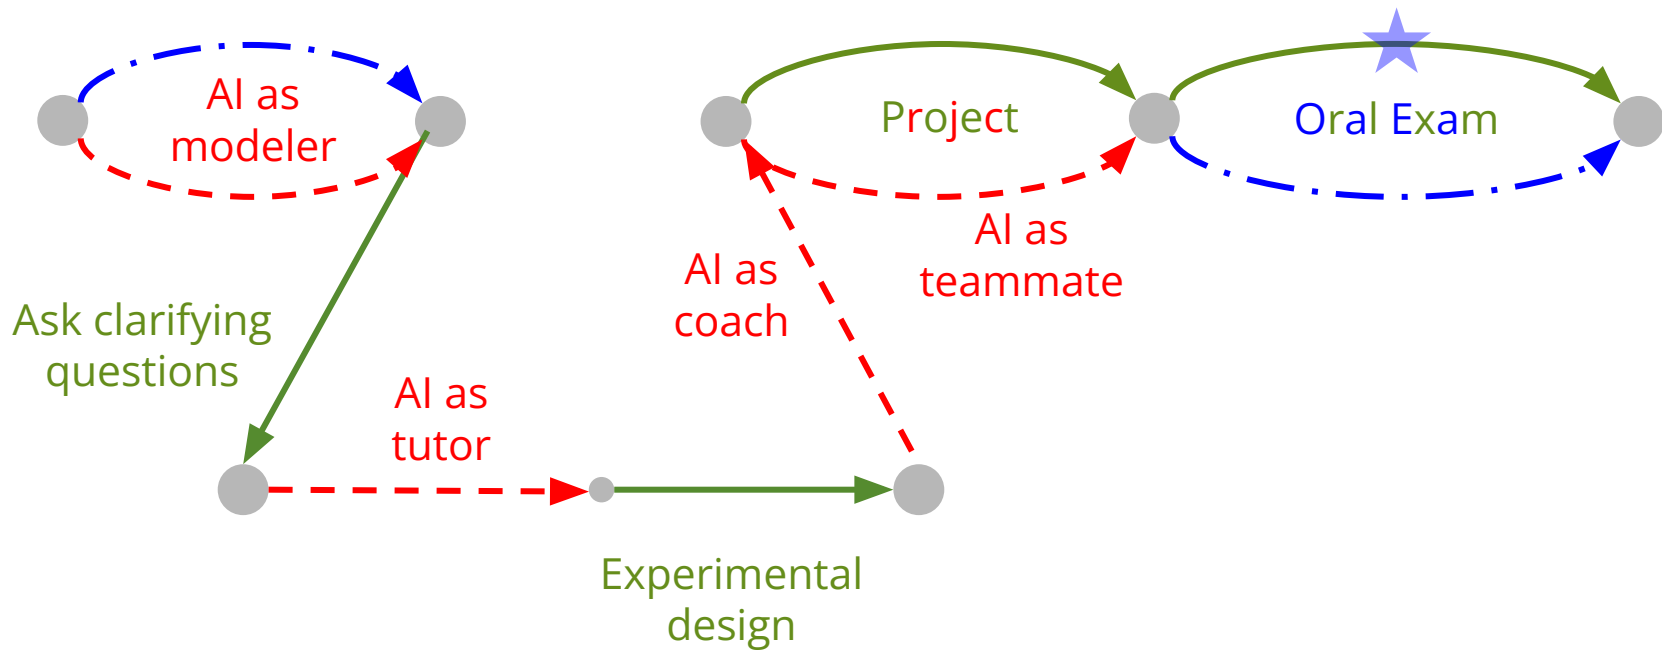 AI as
modeler
Project
Oral Exam
AI as
teammate
AI as
coach
Ask clarifying
questions
AI as
tutor
Experimental
design